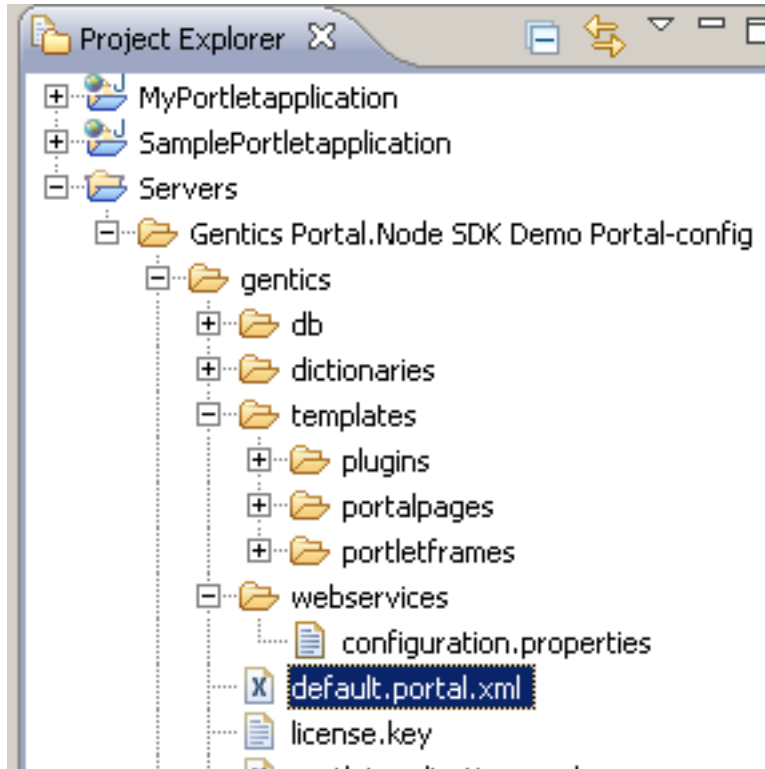 Project Explorer
MyPortletapplication
SamplePortletapplication
Servers
Gentics Portal.Node SDK Demo Portal-config
gentics
db
dictionaries
templates
plugins
portalpages
portletframes
webservices
configuration.properties
default.portal.xml
license.key